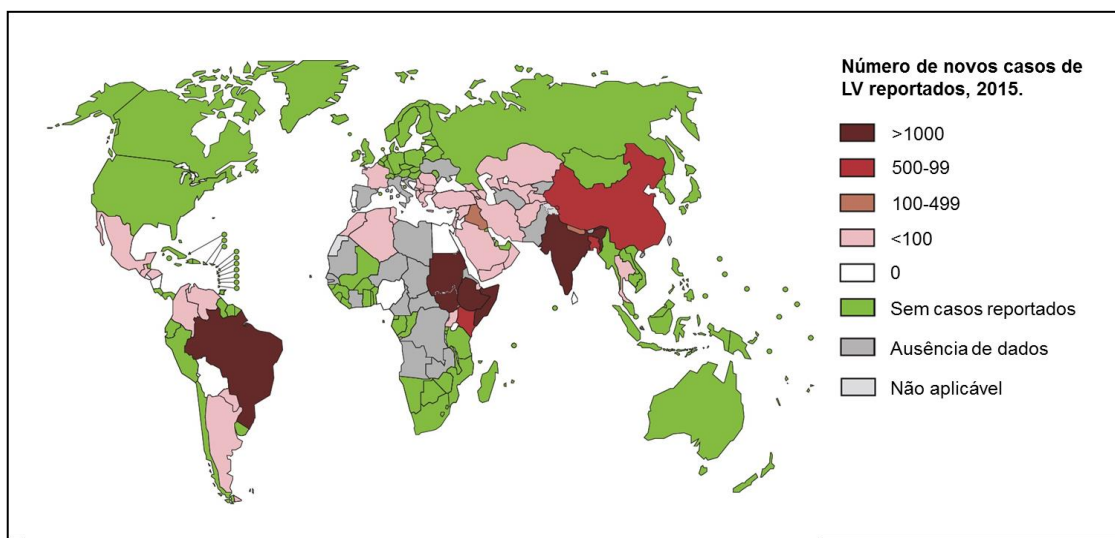 Número de novos casos de
LV reportados, 2015.
>1000
500-99
100-499
<100
0
Sem casos reportados
Ausência de dados
Não aplicável